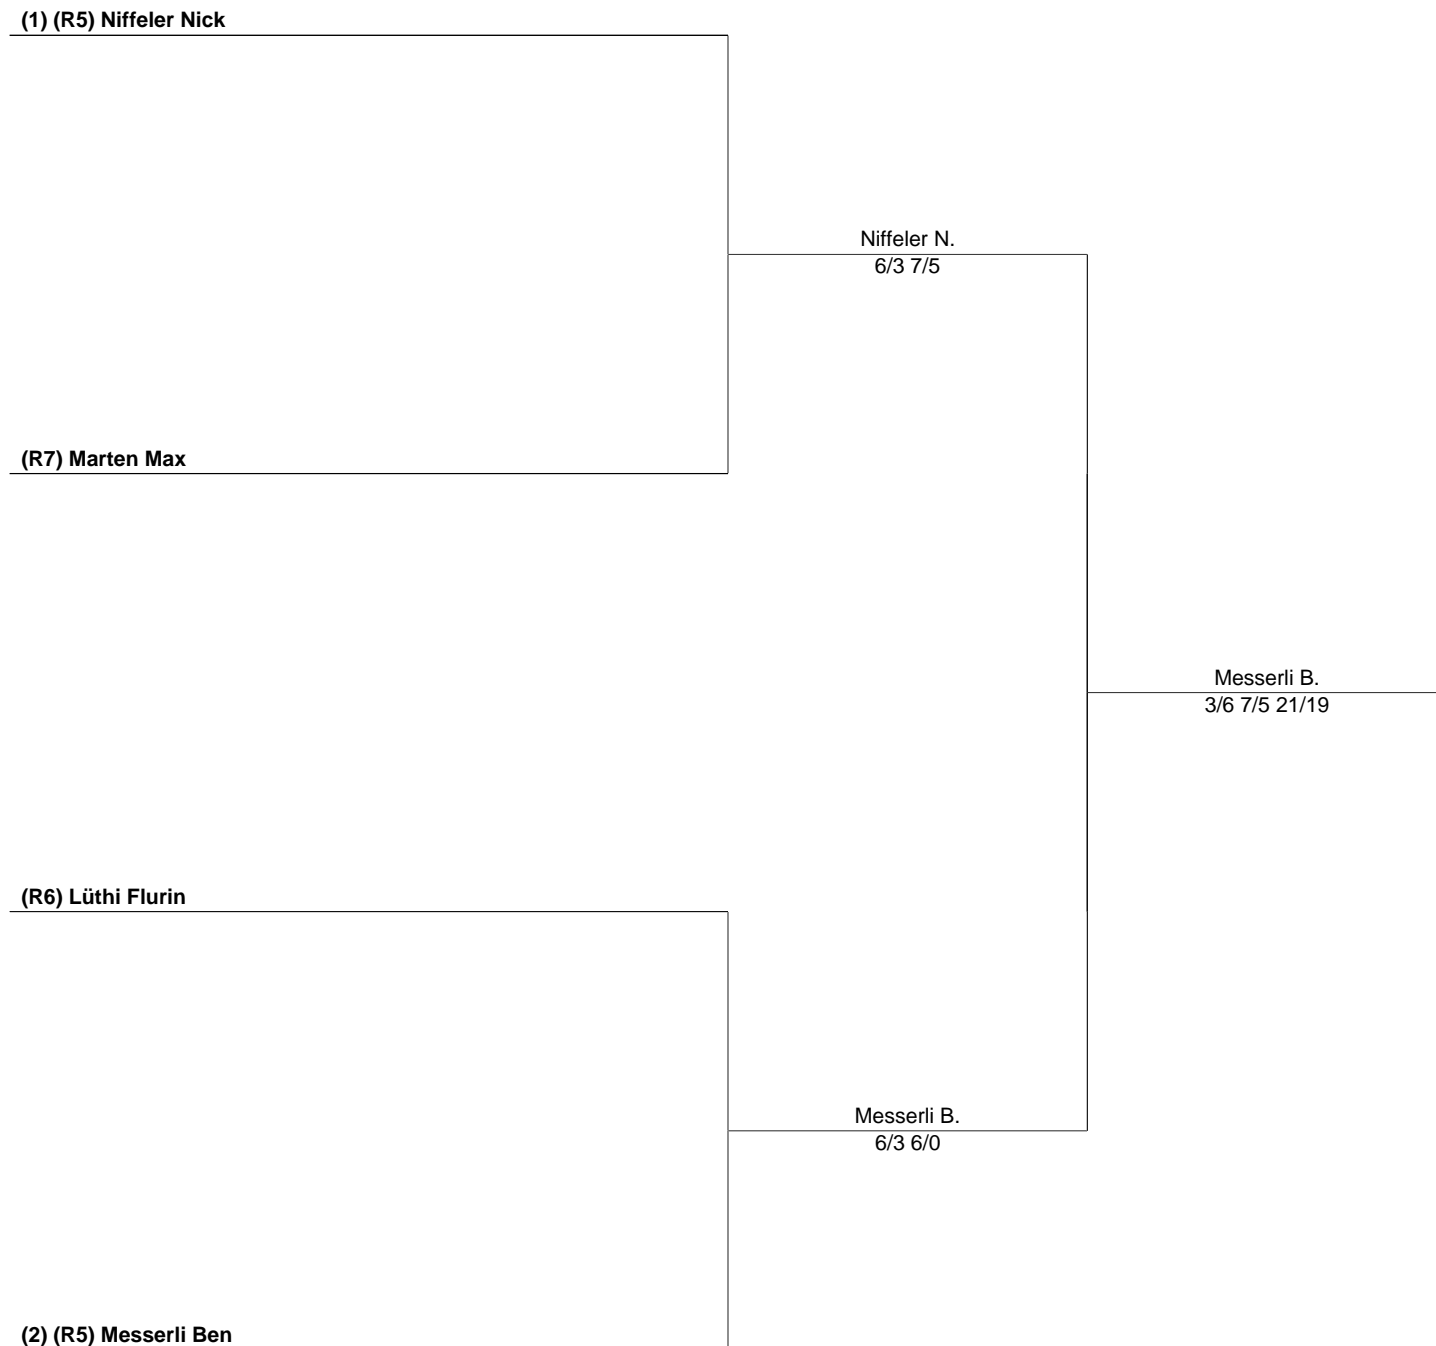 (1) (R5) Niffeler Nick
Niffeler N.
6/3 7/5
(R7) Marten Max
Messerli B.
3/6 7/5 21/19
(R6) Lüthi Flurin
Messerli B.
6/3 6/0
(2) (R5) Messerli Ben